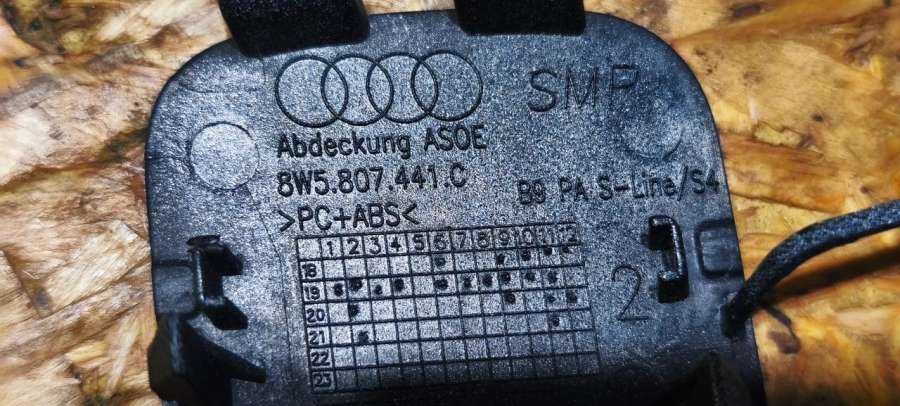 SMP
Abdeckung ASOE
8W5.807.441.C
B9 PA S-Line/S4
>PC+ABS<
1 2 3 4 5 6 7 8 9 10 11 12
18
19
20
21
22
23
2